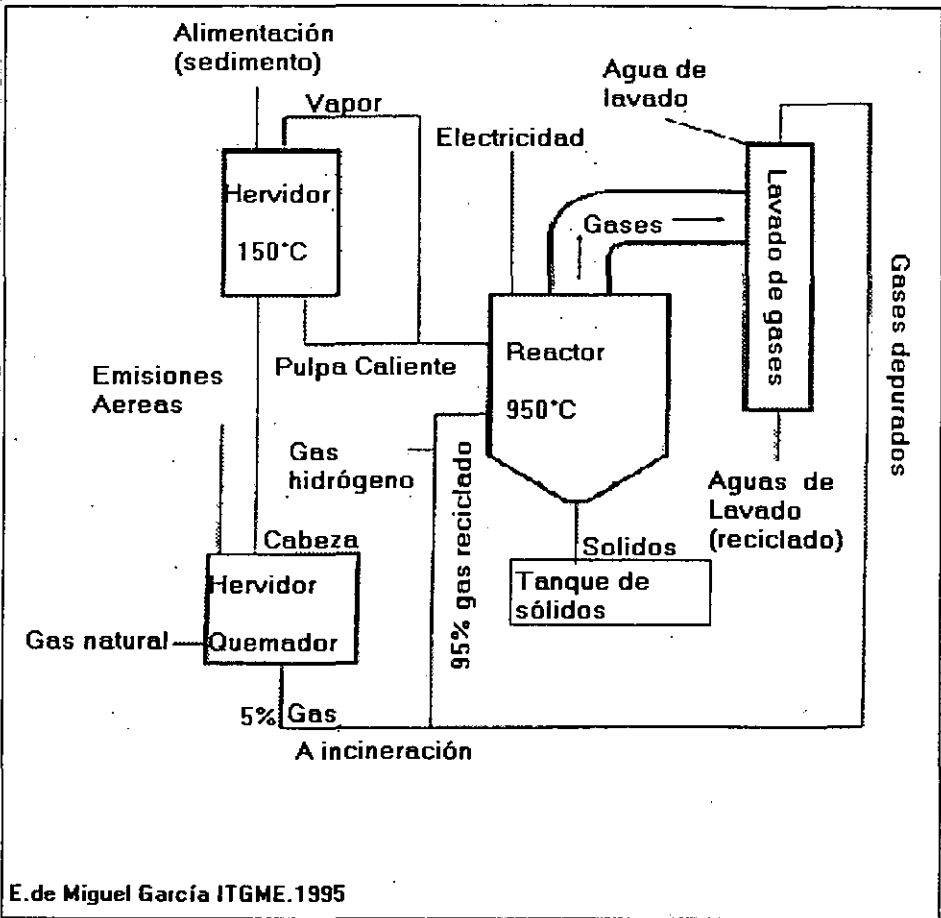 Alimentación
(sedimento)
Vapor
Hervidor
150°C
Electricidad
Agua de
lavado
Gases
Lavado de gases
Gases depurados
Pulpa Caliente
Reactor
950°C
Emisiones
Aereas
Gas
hidrógeno
95% gas reciclado
Aguas de
Lavado
(reciclado)
Cabeza
Solidos
Tanque de
sólidos
Hervidor
Gas natural
Quemador
5% Gas
A incineración
E.de Miguel García ITGME.1995